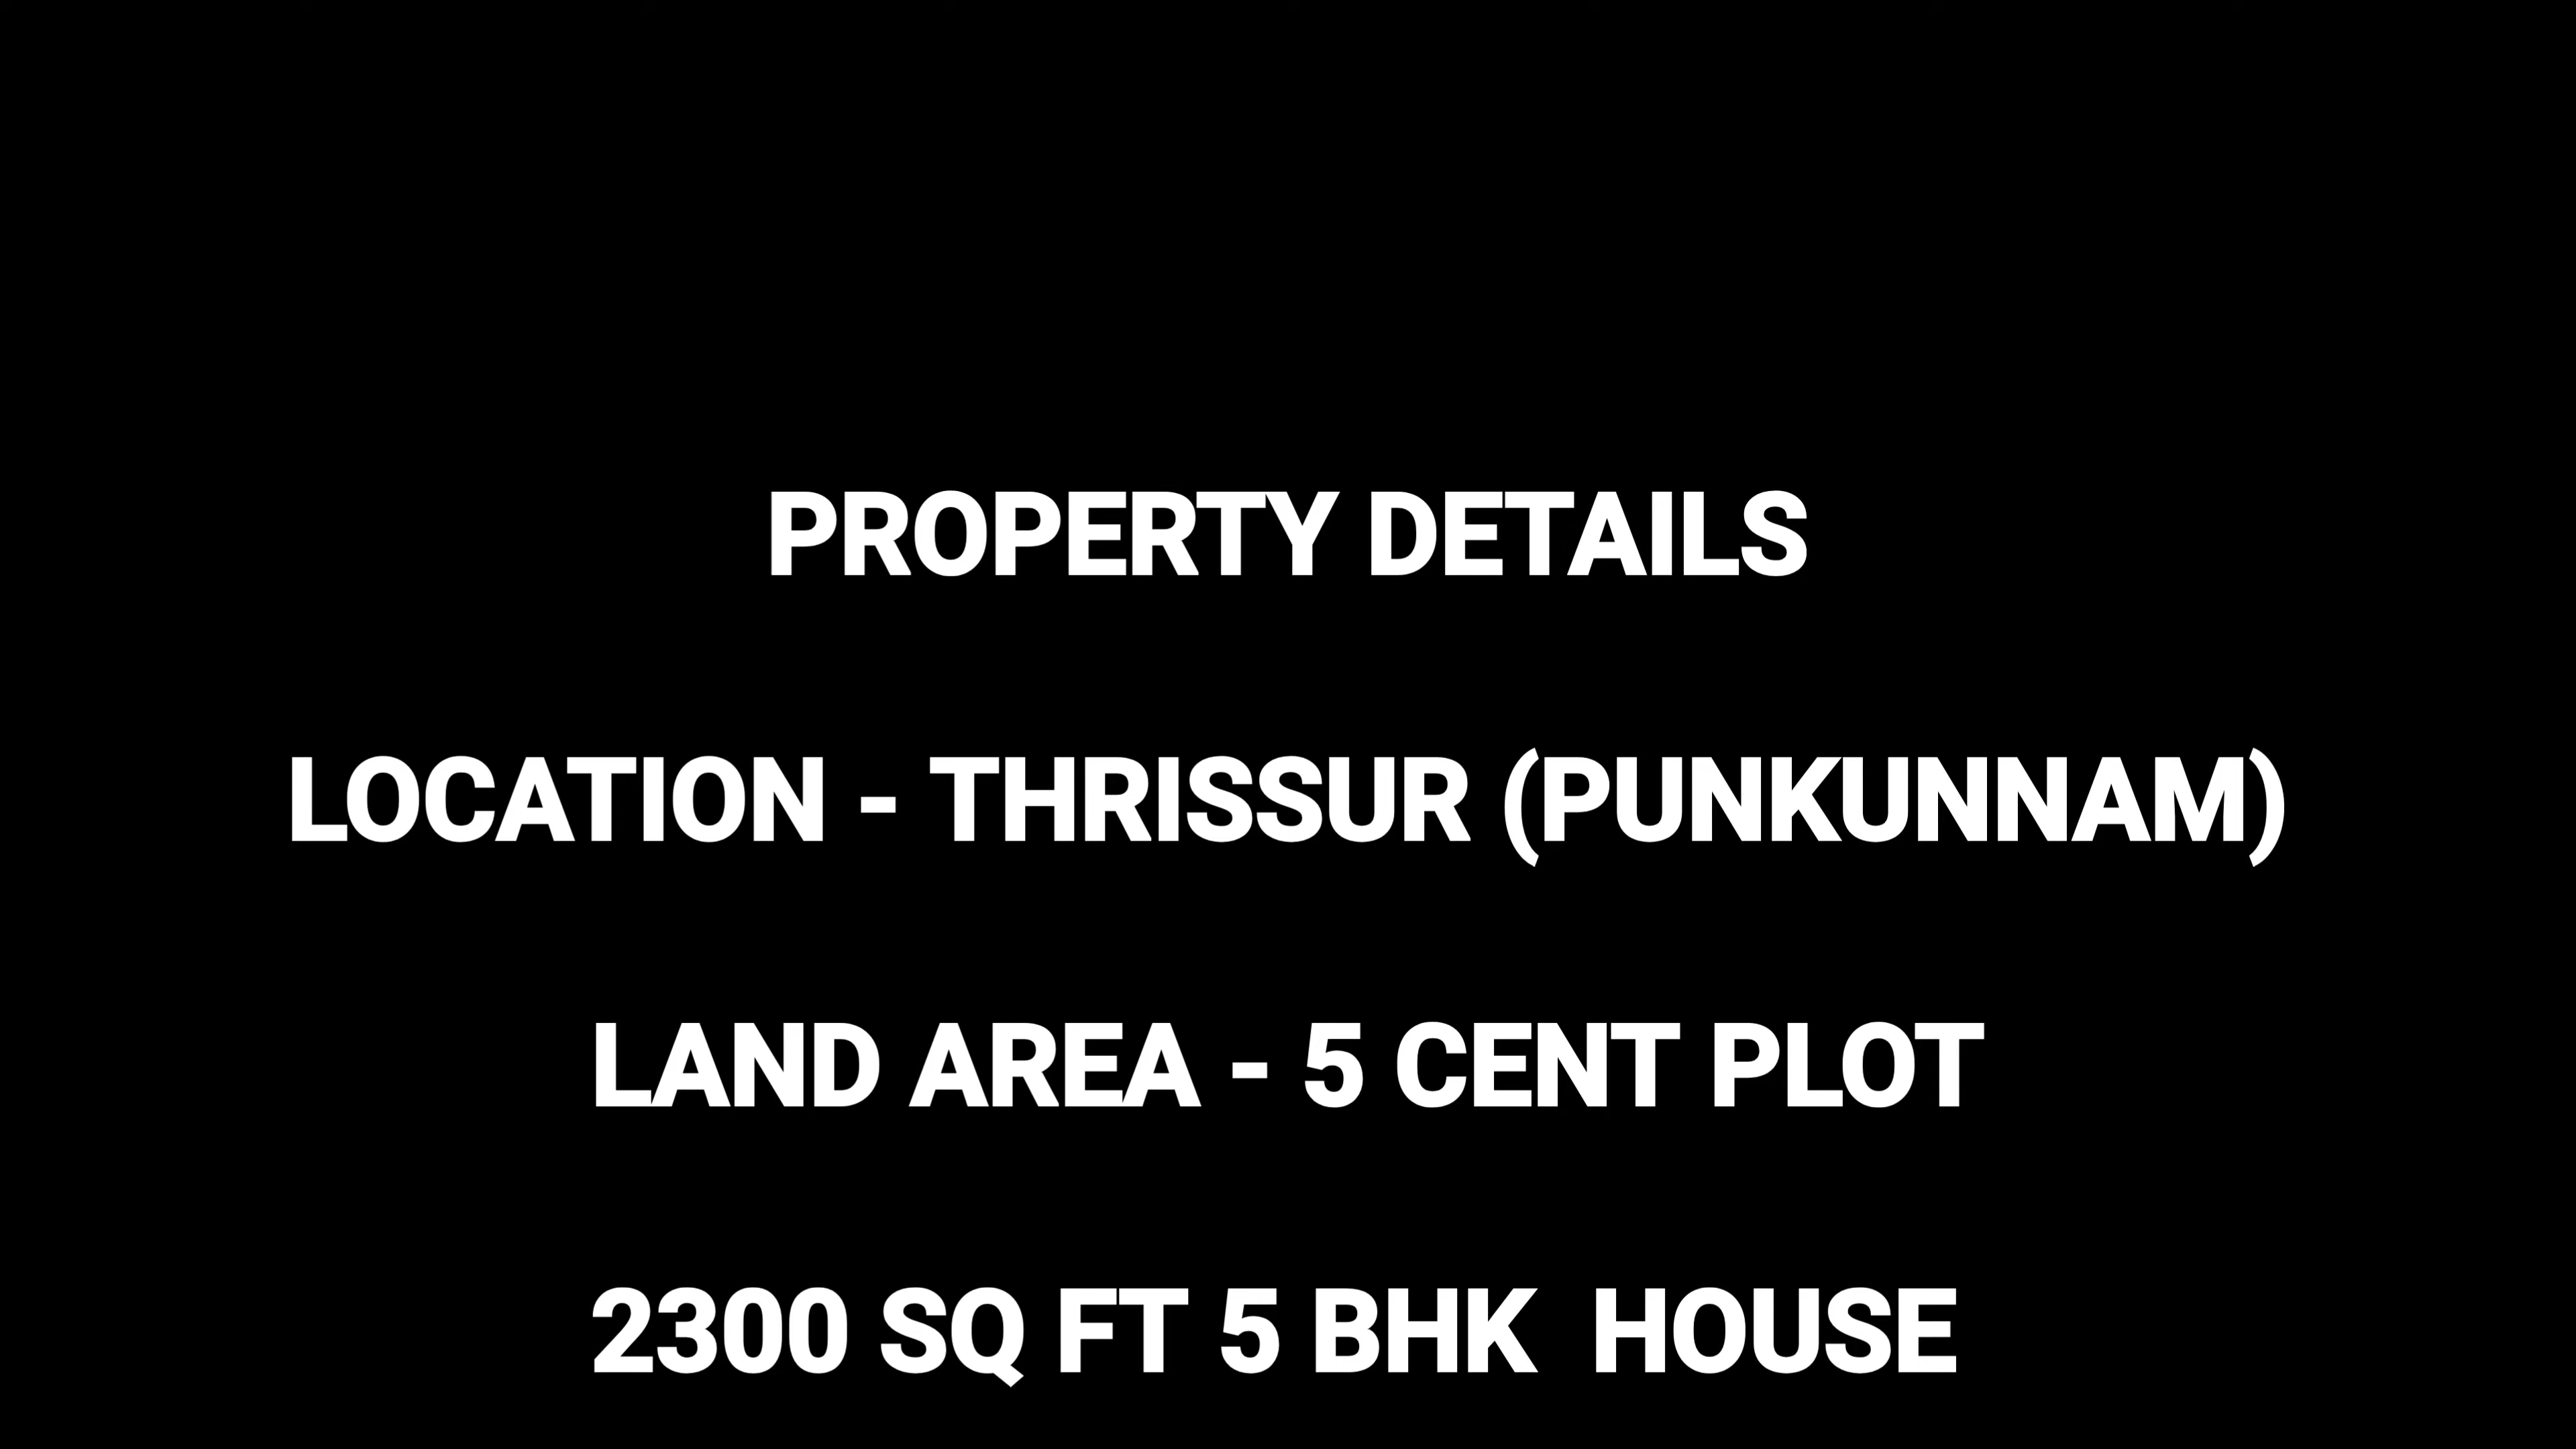 PROPERTY DETAILS
LOCATION - THRISSUR (PUNKUNNAM)
LAND AREA - 5 CENT PLOT
2300 SQ FT 5 BHK  HOUSE